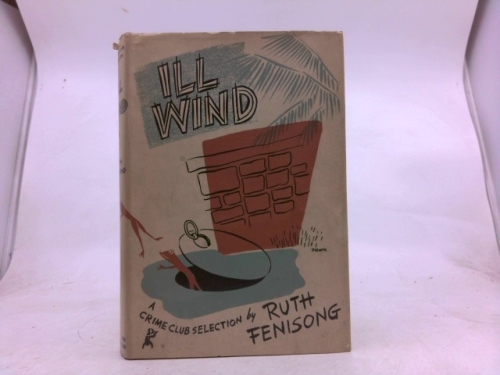 ILL
WIND
A
CRIME CLUB SELECTION by RUTH
FENISONG